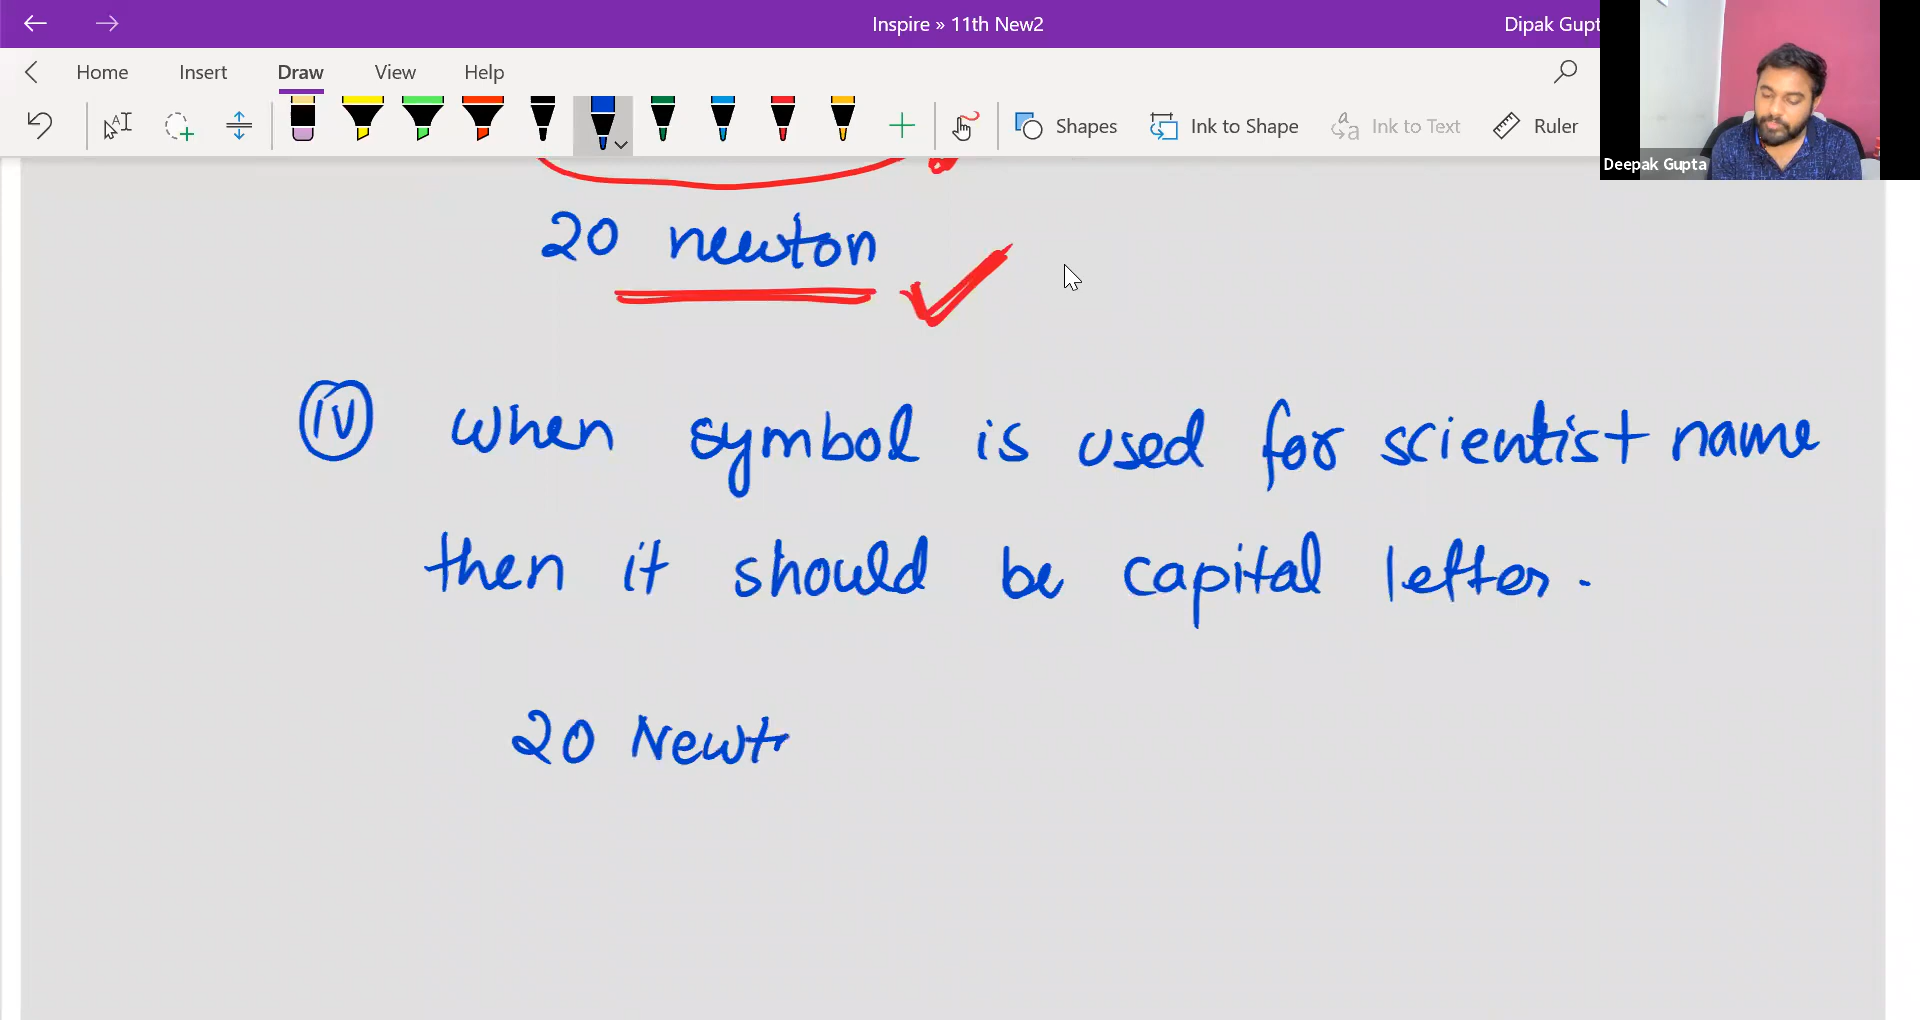 Inspire » 11th New2
Dipak Gupt
Home Insert Draw View Help
Shapes Ink to Shape Ink to Text Ruler
Deepak Gupta
20 newton
(iv) when symbol is used for scientist name
then it should be capital letter.
20 Newt